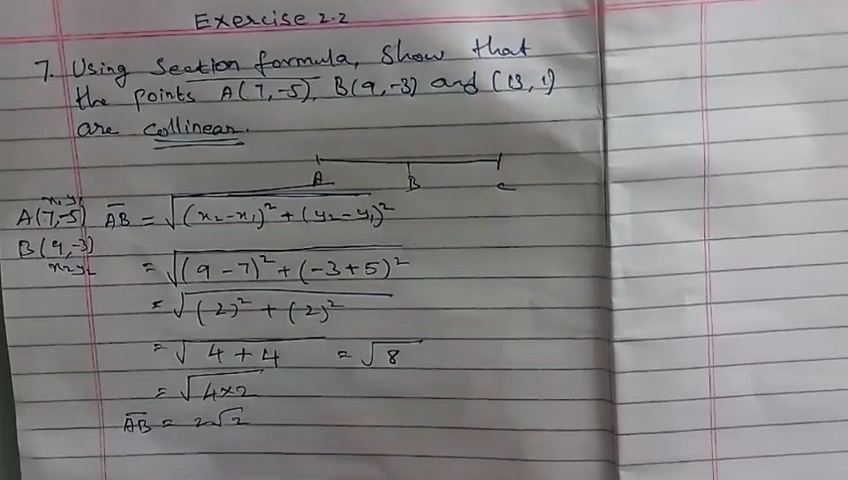 Exercise 2.2
7. Using Section formula, Show that
the points A(7,-5), B(9,-3) and (13,1)
are collinear.
A B C
x1y1
A(7,-5) AB = √(x2-x1)² + (y2-y1)²
B(9,-3)
x2y2
= √(9-7)² + (-3+5)²
= √(2)² + (2)²
= √4+4 = √8
= √4×2
AB = 2√2